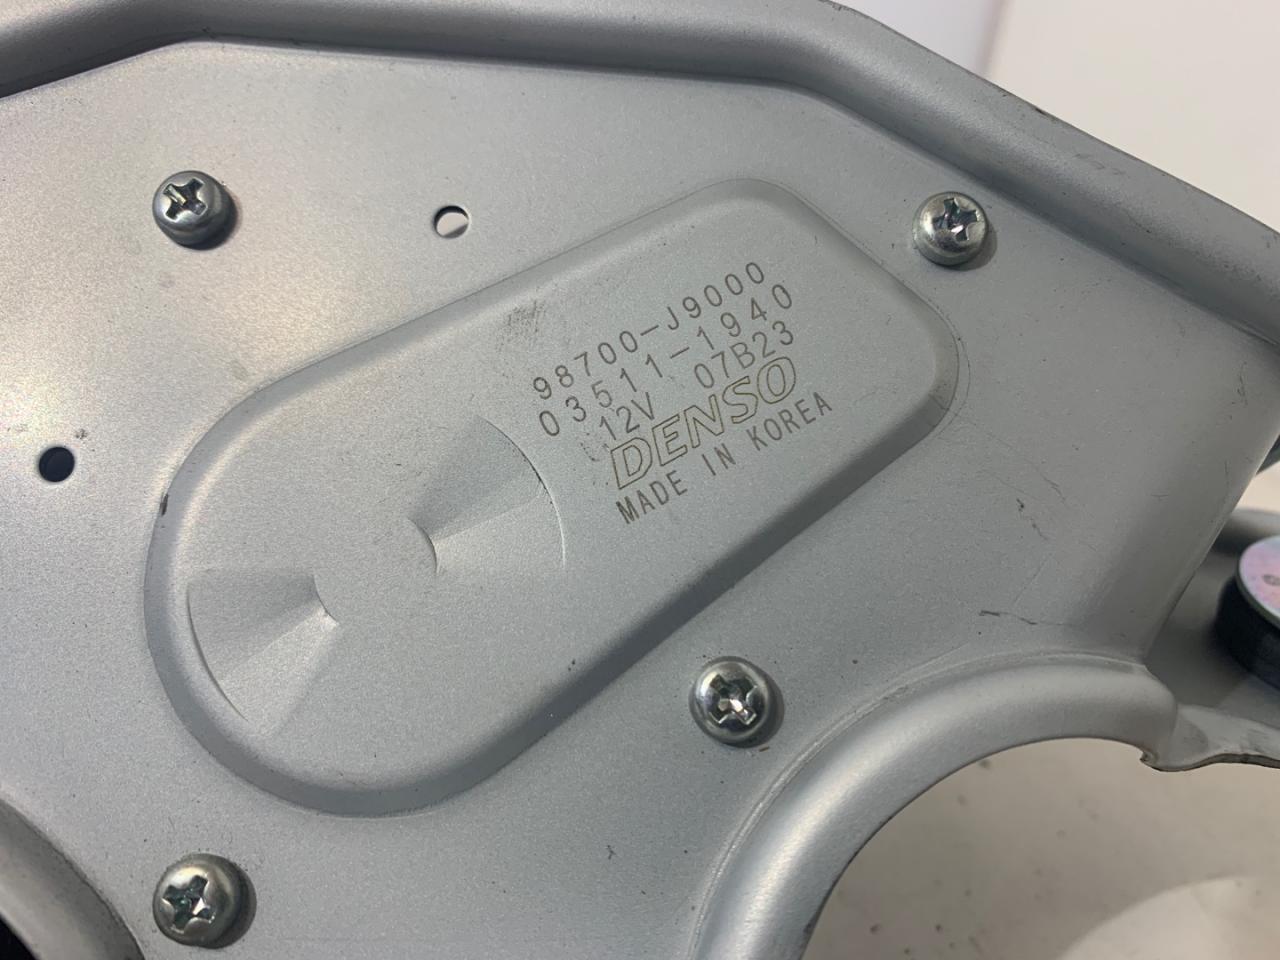 98700-J9000
03511-1940
12V 07B23
DENSO
MADE IN KOREA